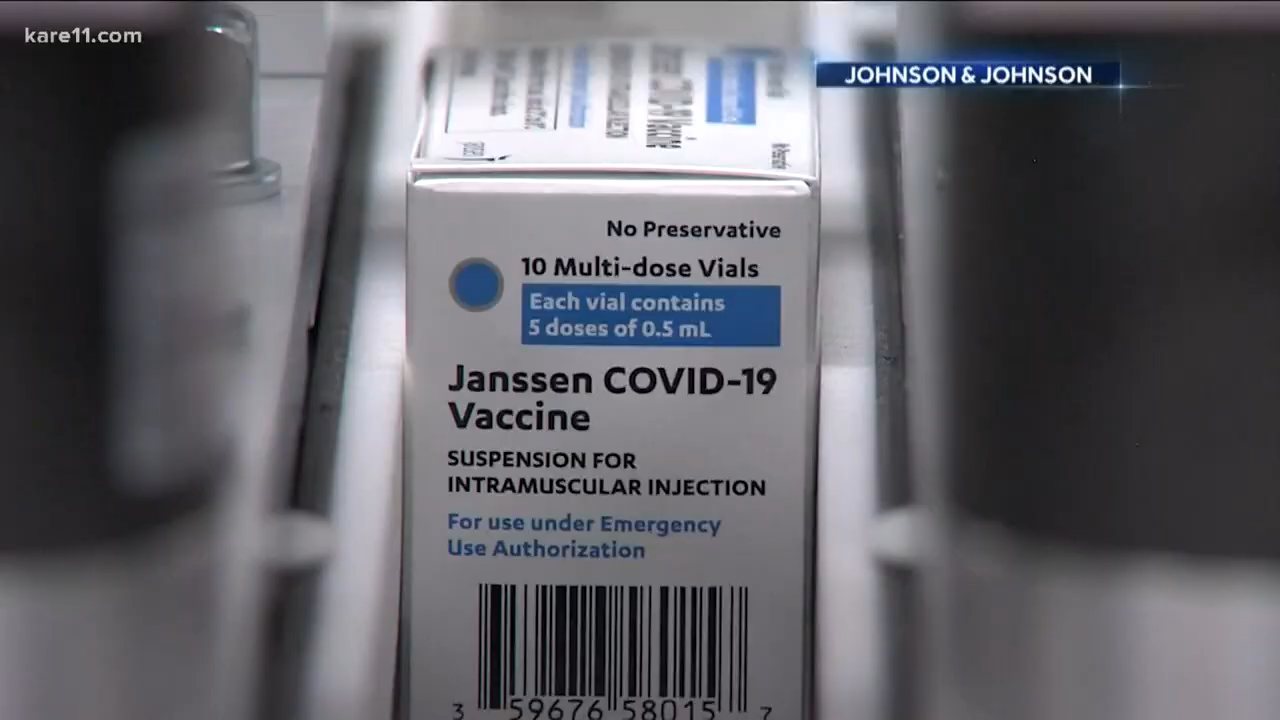 kare11.com
JOHNSON & JOHNSON
No Preservative
10 Multi-dose Vials
Each vial contains
5 doses of 0.5 mL
Janssen COVID-19
Vaccine
SUSPENSION FOR
INTRAMUSCULAR INJECTION
For use under Emergency
Use Authorization
3 59676 58015 7